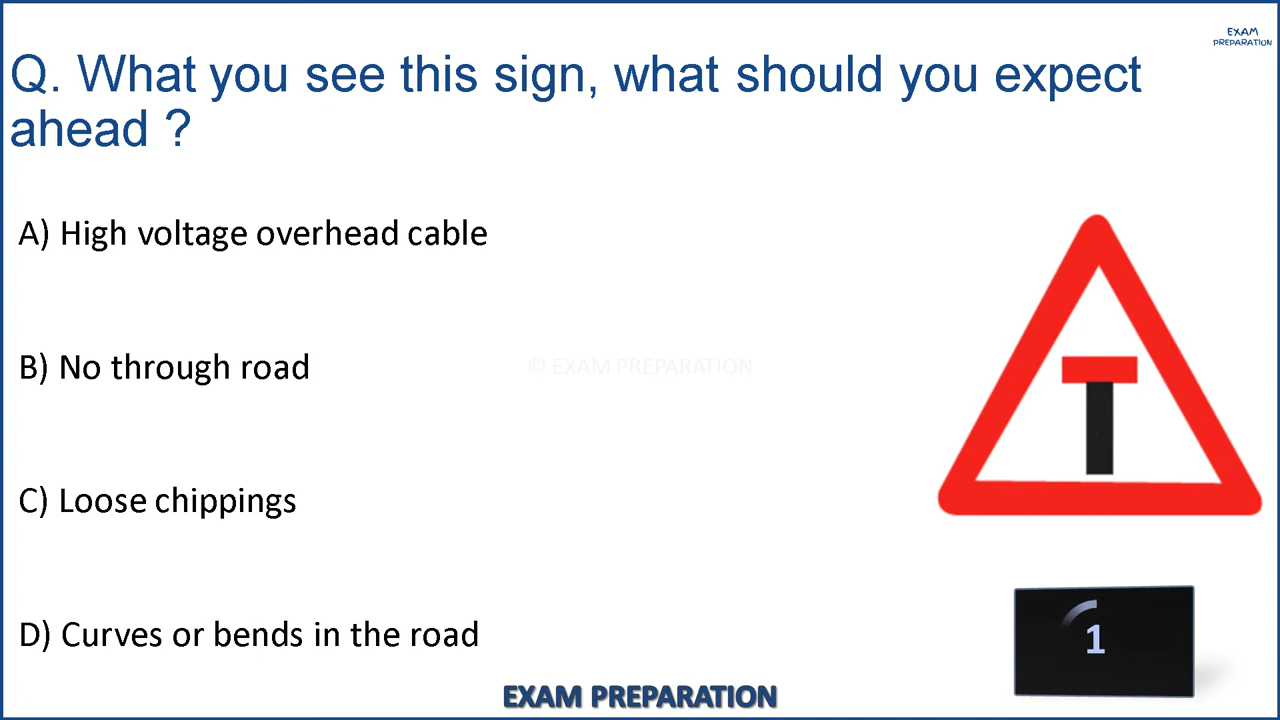 EXAM
PREPARATION
Q. What you see this sign, what should you expect
ahead ?
A) High voltage overhead cable
B) No through road
© EXAM PREPARATION
C) Loose chippings
D) Curves or bends in the road
1
EXAM PREPARATION